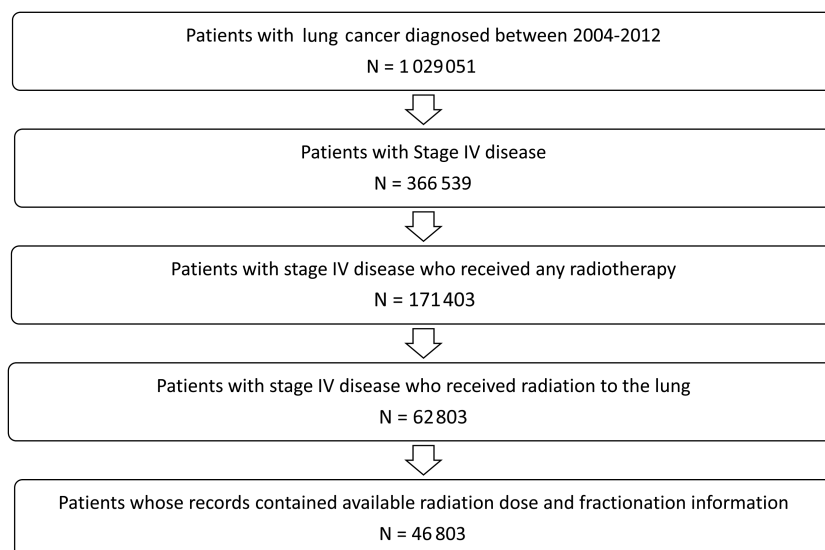 Patients with lung cancer diagnosed between 2004-2012
N = 1 029 051
Patients with Stage IV disease
N = 366 539
Patients with stage IV disease who received any radiotherapy
N = 171 403
Patients with stage IV disease who received radiation to the lung
N = 62 803
Patients whose records contained available radiation dose and fractionation information
N = 46 803